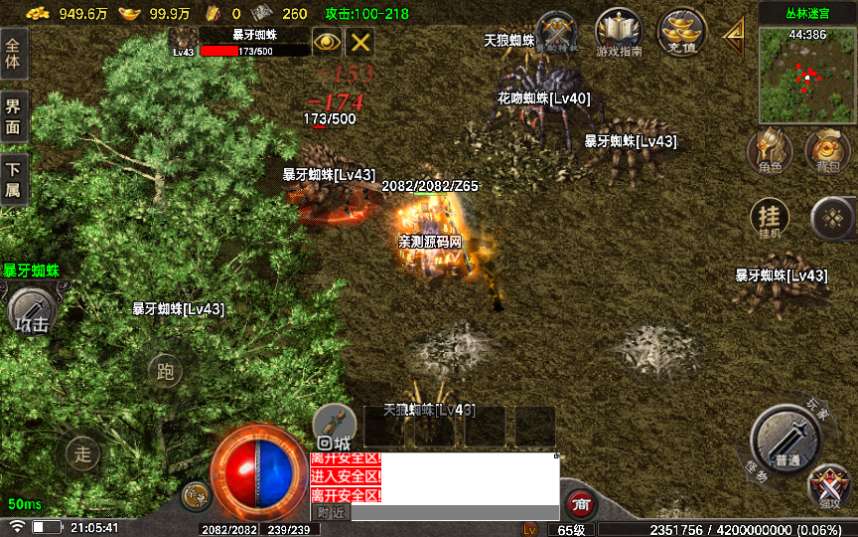 949.6万 99.9万 0 260 攻击:100-218
丛林迷宫
44:386
全体
界面
下属
Lv43 暴牙蜘蛛
173/500
天狼蜘蛛
游戏指南
充值
-153
-174
173/500
花吻蜘蛛[Lv40]
暴牙蜘蛛[Lv43]
暴牙蜘蛛[Lv43]
2082/2082/Z65
亲测源码网
角色
背包
挂
挂机
暴牙蜘蛛
攻击
暴牙蜘蛛[Lv43]
暴牙蜘蛛[Lv43]
跑
走
天狼蜘蛛[Lv43]
回城
玩家
普通
怪物
强攻
离开安全区!
进入安全区!
离开安全区!
附近
商
50ms
21:05:41
2082/2082 239/239
Lv 65级
2351756 / 4200000000 (0.06%)